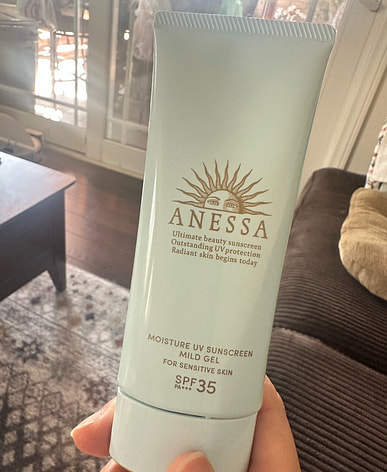 ANESSA
Ultimate beauty sunscreen
Outstanding UV protection
Radiant skin begins today
MOISTURE UV SUNSCREEN
MILD GEL
FOR SENSITIVE SKIN
SPF35
PA+++